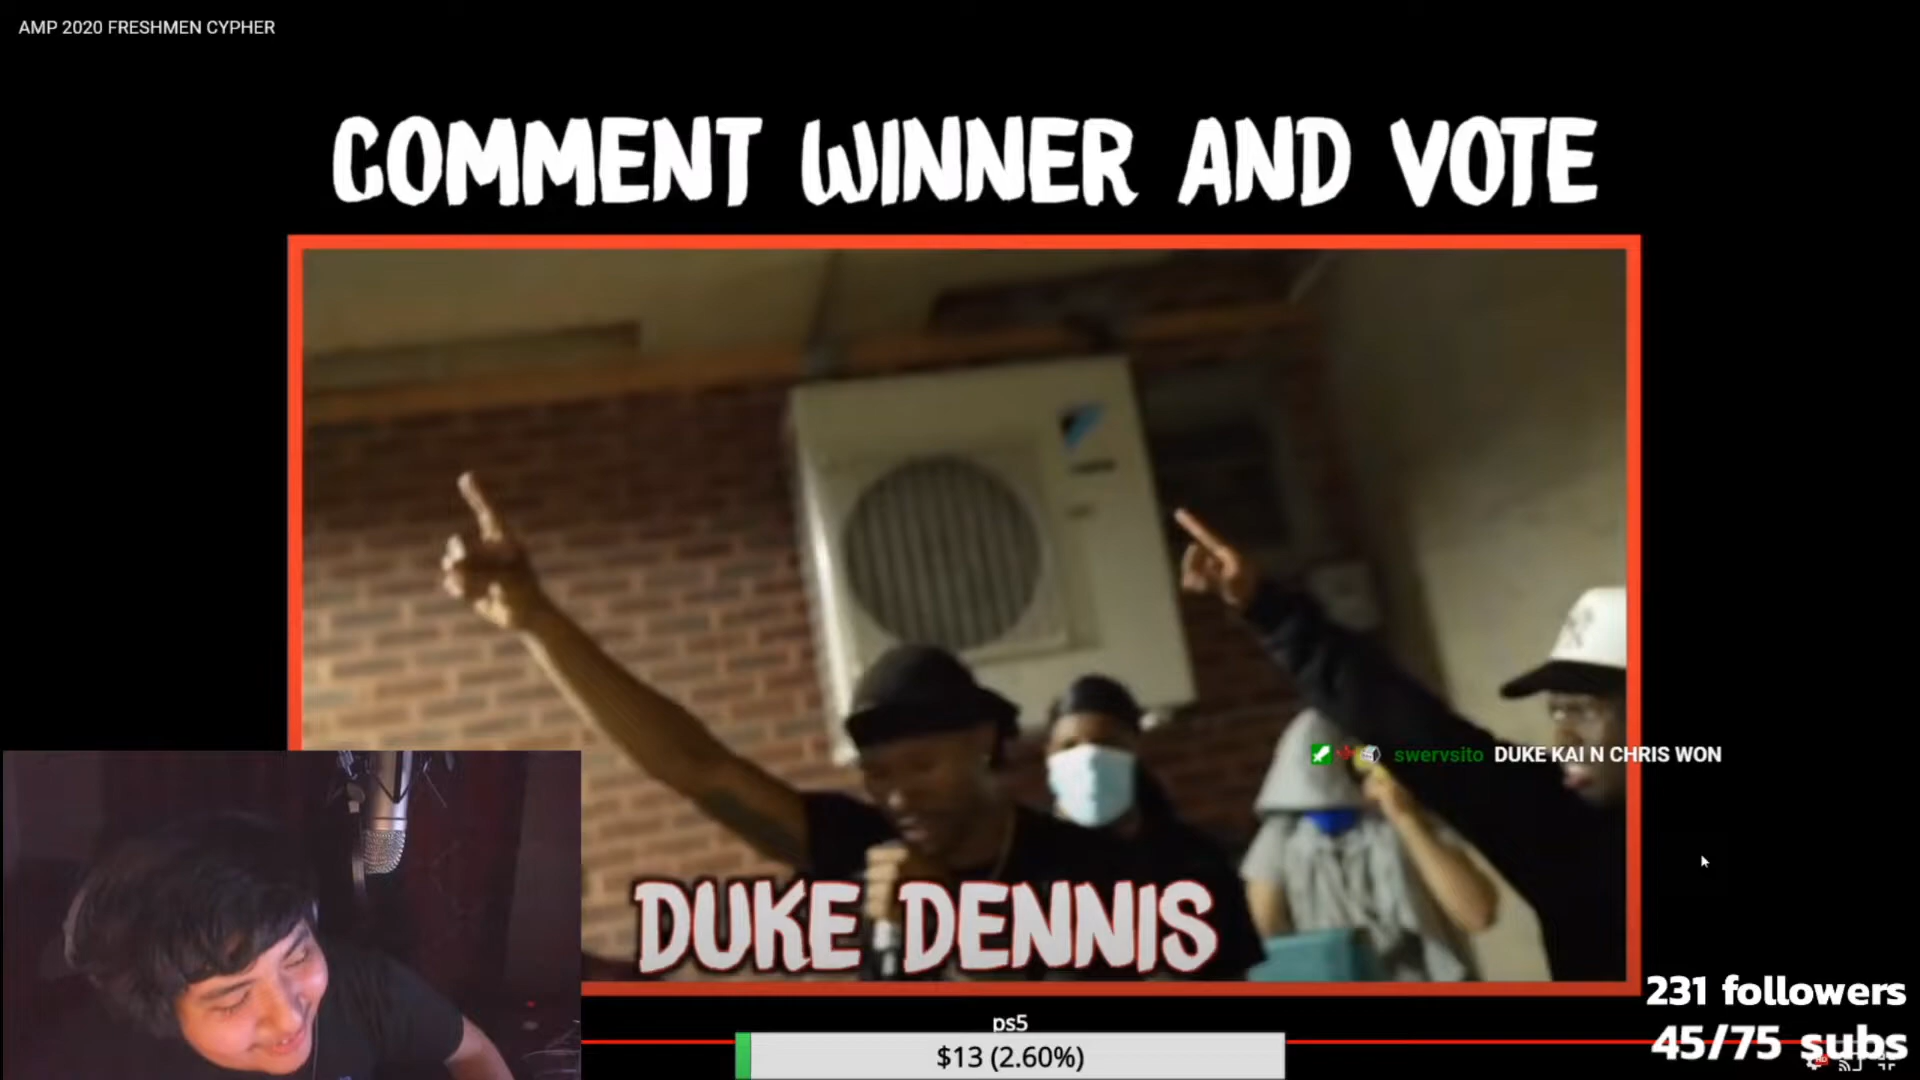 AMP 2020 FRESHMEN CYPHER
COMMENT WINNER AND VOTE
swervsito DUKE KAI N CHRIS WON
DUKE DENNIS
231 followers
45/75 subs
ps5
$13 (2.60%)